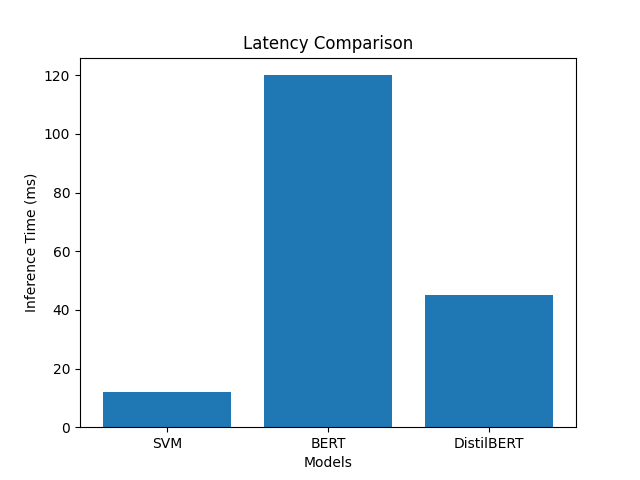 Latency Comparison
Inference Time (ms)
120
100
80
60
40
20
0
SVM BERT DistilBERT
Models